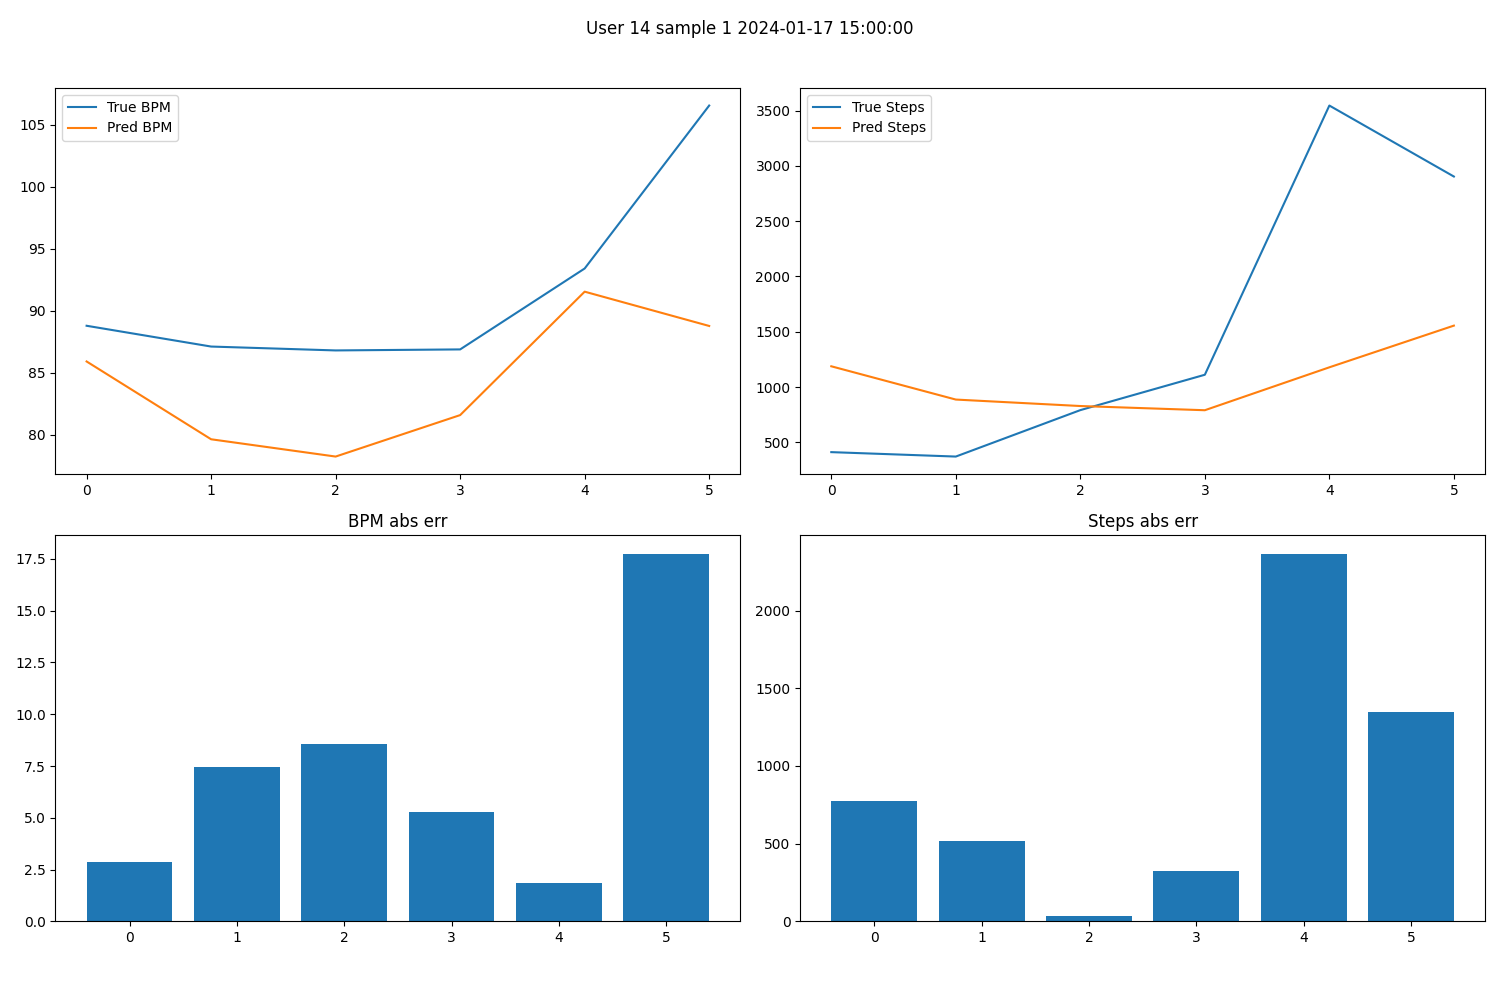 User 14 sample 1 2024-01-17 15:00:00
True BPM
Pred BPM
105
100
95
90
85
80
0 1 2 3 4 5
True Steps
Pred Steps
3500
3000
2500
2000
1500
1000
500
0 1 2 3 4 5
BPM abs err
17.5
15.0
12.5
10.0
7.5
5.0
2.5
0.0
0 1 2 3 4 5
Steps abs err
2000
1500
1000
500
0
0 1 2 3 4 5